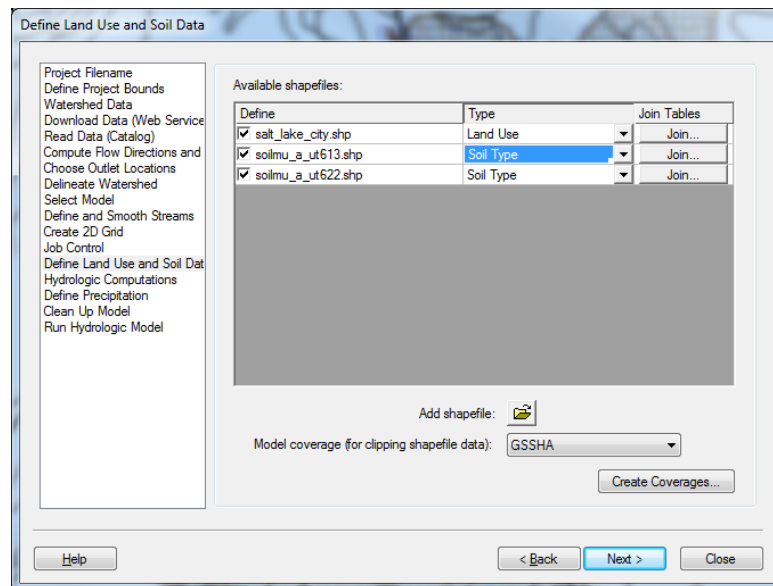 Define Land Use and Soil Data
Project Filename
Define Project Bounds
Watershed Data
Download Data (Web Service
Read Data (Catalog)
Compute Flow Directions and
Choose Outlet Locations
Delineate Watershed
Select Model
Define and Smooth Streams
Create 2D Grid
Job Control
Define Land Use and Soil Dat
Hydrologic Computations
Define Precipitation
Clean Up Model
Run Hydrologic Model
Available shapefiles:
Define Type Join Tables
salt_lake_city.shp Land Use Join...
soilmu_a_ut613.shp Soil Type Join...
soilmu_a_ut622.shp Soil Type Join...
Add shapefile:
Model coverage (for clipping shapefile data): GSSHA
Create Coverages...
Help < Back Next > Close